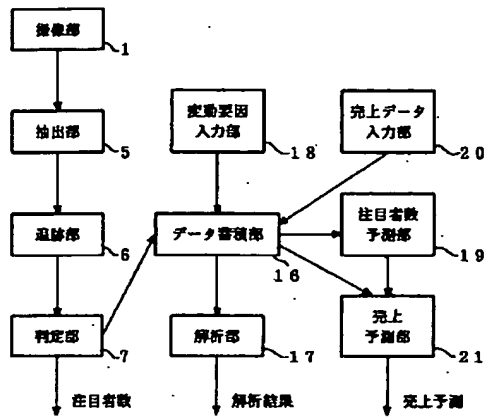 撮像部
1
抽出部
5
追跡部
6
判定部
7
注目者数
変動要因
入力部
18
売上データ
入力部
20
データ蓄積部
16
注目者数
予測部
19
解析部
17
解析結果
売上
予測部
21
売上予測